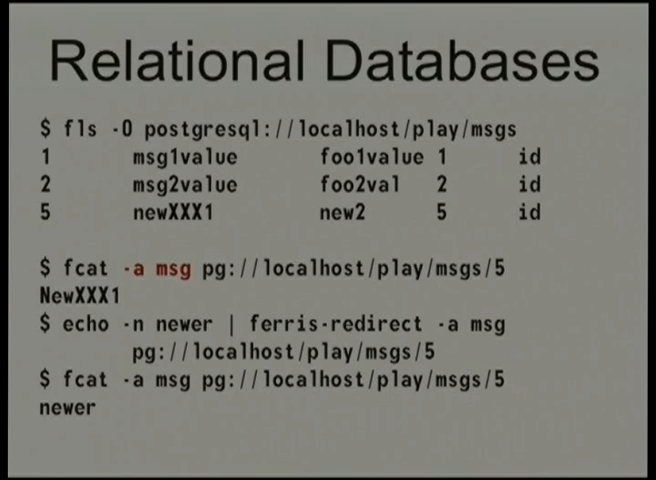 Relational Databases
$ fls -0 postgresql://localhost/play/msgs
1 msg1value foo1value 1 id
2 msg2value foo2val 2 id
5 newXXX1 new2 5 id
$ fcat -a msg pg://localhost/play/msgs/5
NewXXX1
$ echo -n newer | ferris-redirect -a msg
pg://localhost/play/msgs/5
$ fcat -a msg pg://localhost/play/msgs/5
newer